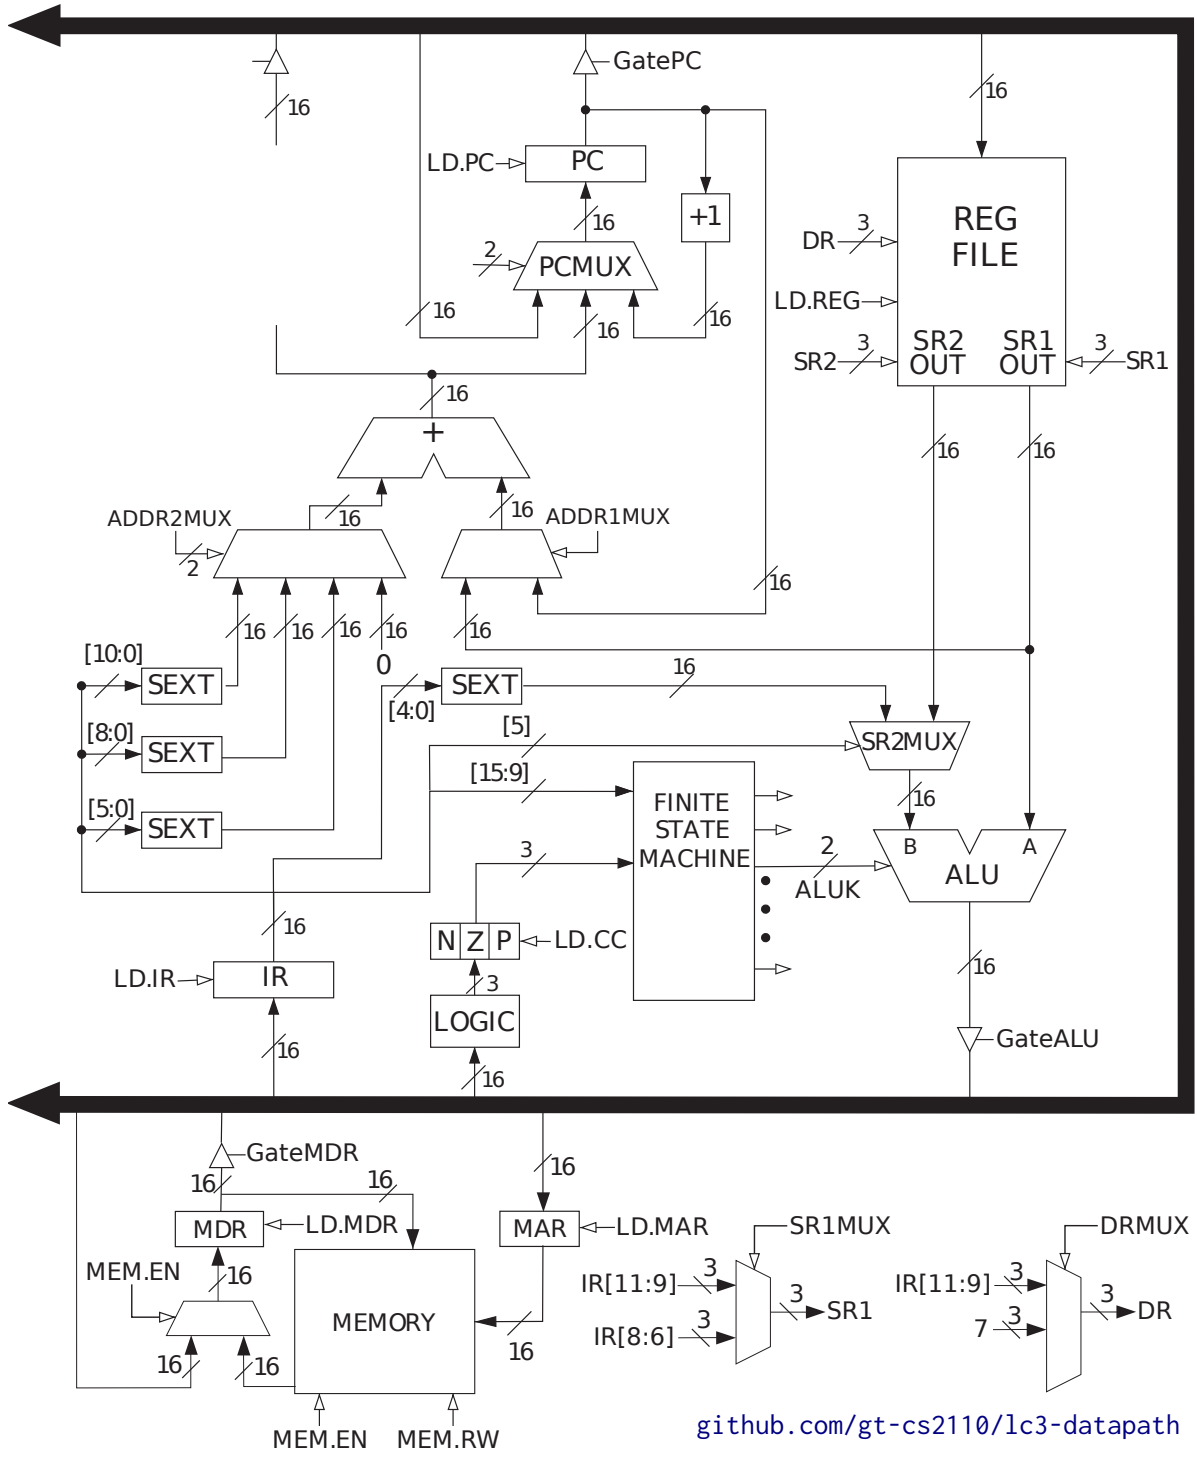 GatePC
16
16
LD.PC
PC
+1
16
2
PCMUX
16
16
16
REG
FILE
DR
3
LD.REG
SR2
3
SR2
OUT
SR1
OUT
3
SR1
16
+
16
16
16
16
ADDR2MUX
2
16
ADDR1MUX
16
16
16
16
16
0
16
[10:0]
SEXT
[8:0]
SEXT
[5:0]
SEXT
[4:0]
SEXT
16
[5]
[15:9]
SR2MUX
16
FINITE
STATE
MACHINE
3
2
ALUK
B
A
ALU
16
N Z P
LD.CC
3
LOGIC
16
16
LD.IR
IR
16
GateALU
GateMDR
16
16
MDR
LD.MDR
16
MAR
LD.MAR
MEM.EN
16
MEMORY
16
16
16
MEM.EN
MEM.RW
SR1MUX
IR[11:9]
3
IR[8:6]
3
3
SR1
DRMUX
IR[11:9]
3
7
3
3
DR
github.com/gt-cs2110/lc3-datapath